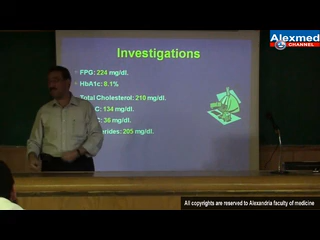 Alexmed
CHANNEL
Investigations
FPG: 224 mg/dl.
HbA1c: 8.1%
Total Cholesterol: 210 mg/dl.
C: 134 mg/dl.
C: 36 mg/dl.
erides: 205 mg/dl.
All copyrights are reserved to Alexandria faculty of medicine